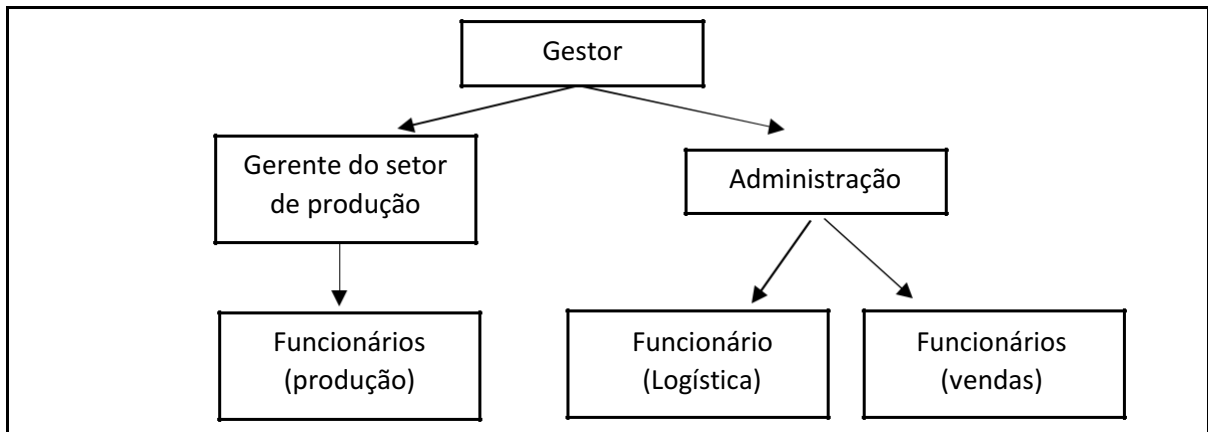 Gestor
Gerente do setor
de produção
Administração
Funcionários
(produção)
Funcionário
(Logística)
Funcionários
(vendas)